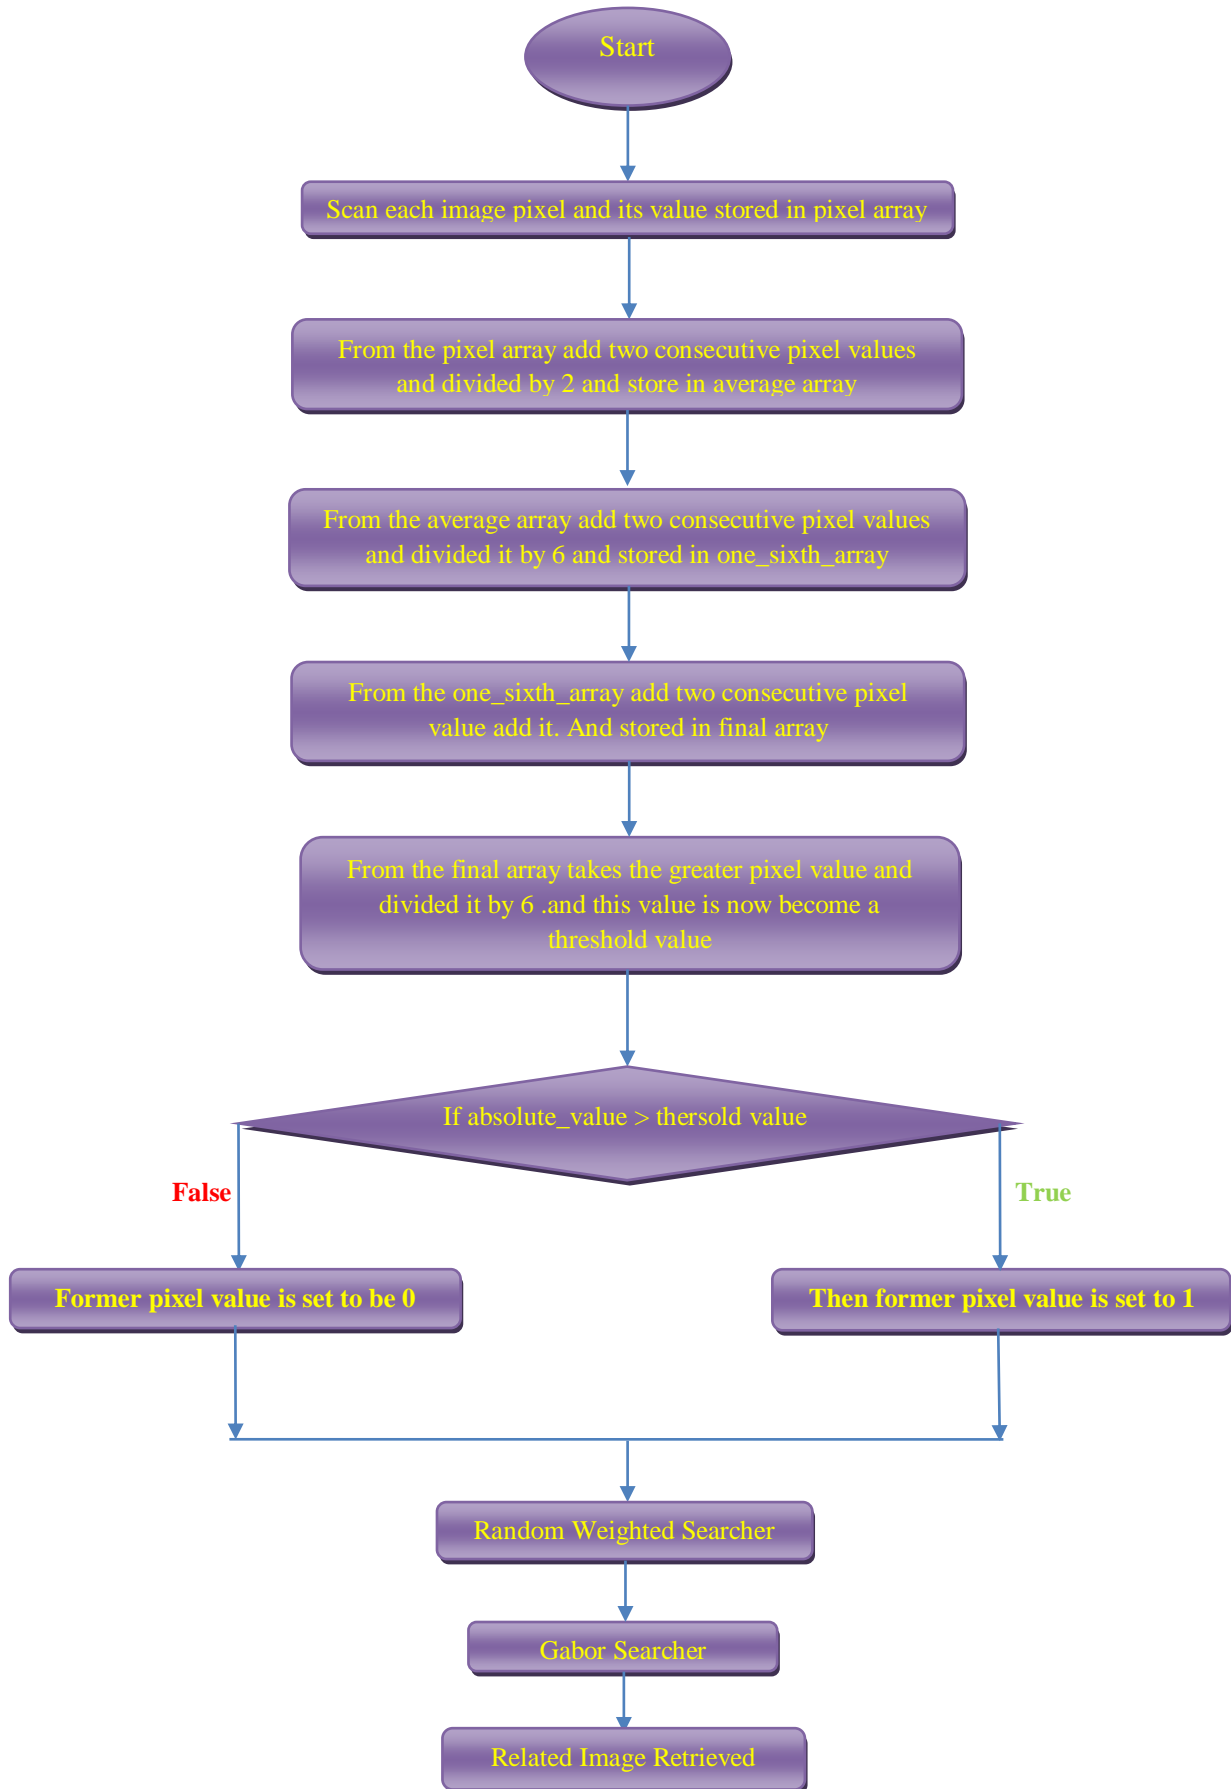 Start
Scan each image pixel and its value stored in pixel array
From the pixel array add two consecutive pixel values
and divided by 2 and store in average array
From the average array add two consecutive pixel values
and divided it by 6 and stored in one_sixth_array
From the one_sixth_array add two consecutive pixel
value add it. And stored in final array
From the final array takes the greater pixel value and
divided it by 6 .and this value is now become a
threshold value
If absolute_value > thersold value
False
True
Former pixel value is set to be 0
Then former pixel value is set to 1
Random Weighted Searcher
Gabor Searcher
Related Image Retrieved